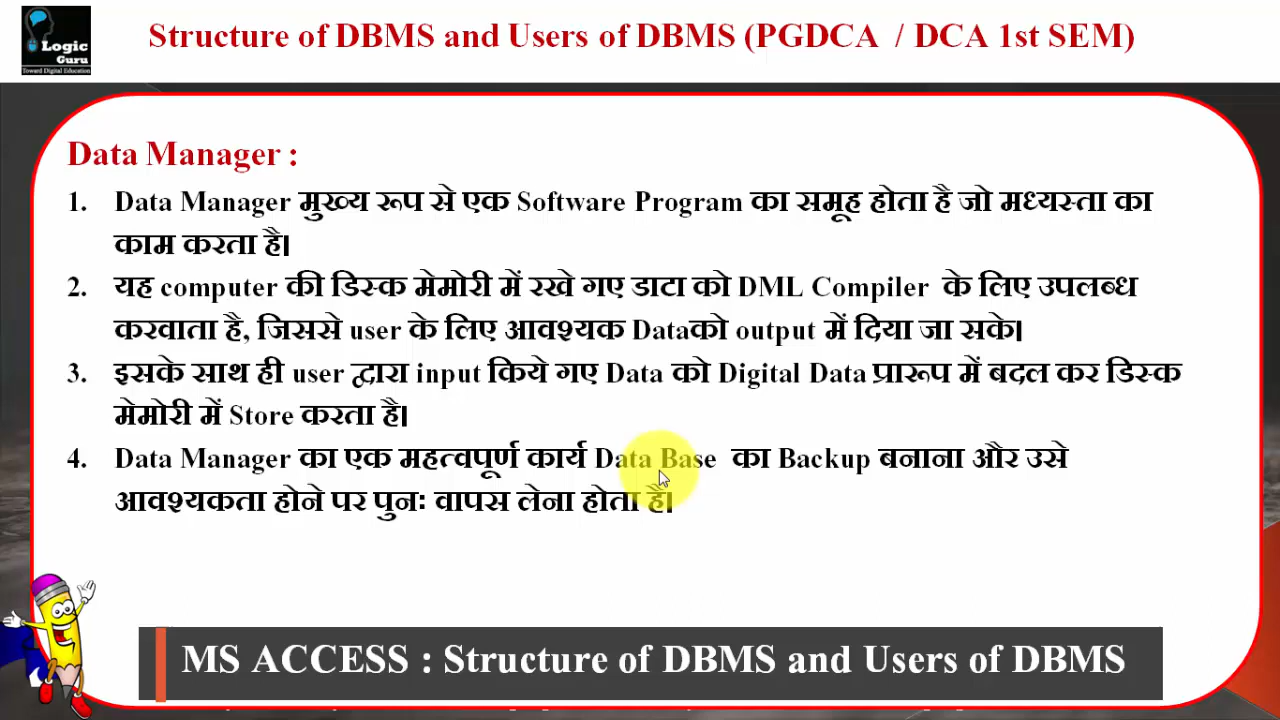 Structure of DBMS and Users of DBMS (PGDCA / DCA 1st SEM)
Logic
Guru
Toward Digital Education
Data Manager :
1. Data Manager मुख्य रूप से एक Software Program का समूह होता है जो मध्यस्ता का
काम करता है।
2. यह computer की डिस्क मेमोरी में रखे गए डाटा को DML Compiler के लिए उपलब्ध
करवाता है, जिससे user के लिए आवश्यक Dataको output में दिया जा सके।
3. इसके साथ ही user द्वारा input किये गए Data को Digital Data प्रारूप में बदल कर डिस्क
मेमोरी में Store करता है।
4. Data Manager का एक महत्वपूर्ण कार्य Data Base का Backup बनाना और उसे
आवश्यकता होने पर पुनः वापस लेना होता है।
MS ACCESS : Structure of DBMS and Users of DBMS